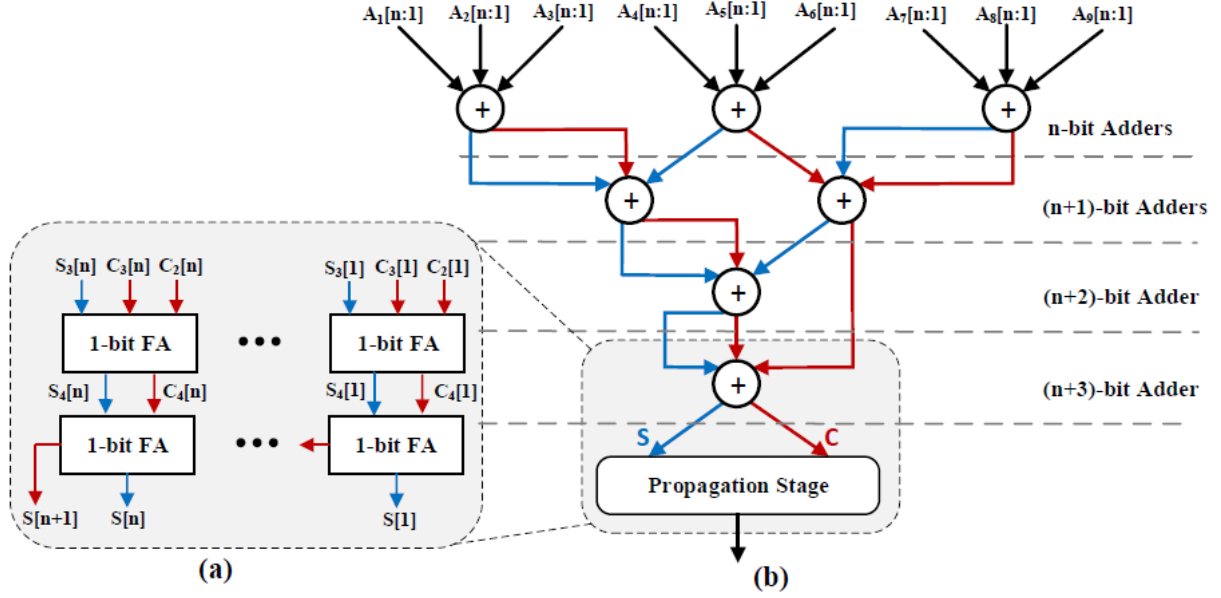 A₁[n:1] A₂[n:1] A₃[n:1] A₄[n:1] A₅[n:1] A₆[n:1] A₇[n:1] A₈[n:1] A₉[n:1]
+ + +
n-bit Adders
+ +
(n+1)-bit Adders
+
(n+2)-bit Adder
+
(n+3)-bit Adder
S C
Propagation Stage
(b)
S₃[n] C₃[n] C₂[n] S₃[1] C₃[1] C₂[1]
1-bit FA ••• 1-bit FA
S₄[n] C₄[n] S₄[1] C₄[1]
1-bit FA ••• 1-bit FA
S[n+1] S[n] S[1]
(a)